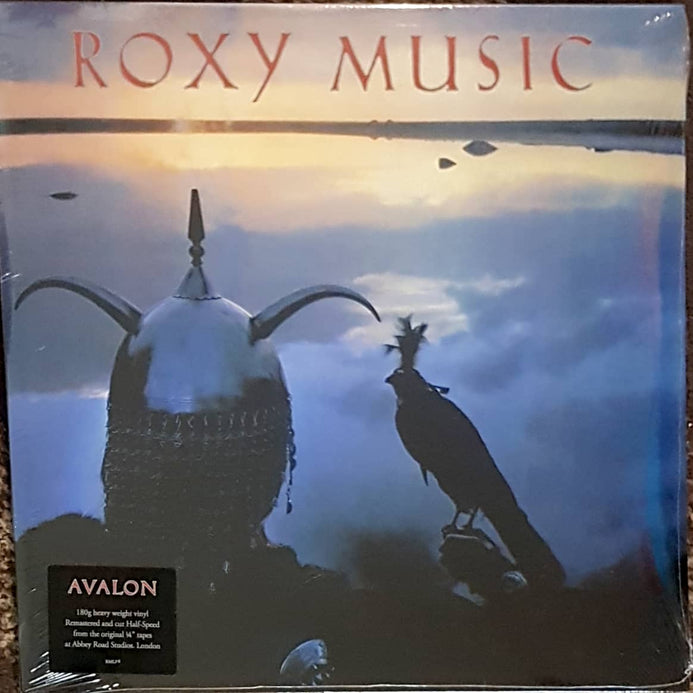 ROXY MUSIC
AVALON
180g heavy weight vinyl
Remastered and cut Half-Speed
from the original ¼" tapes
at Abbey Road Studios. London
RMLP8